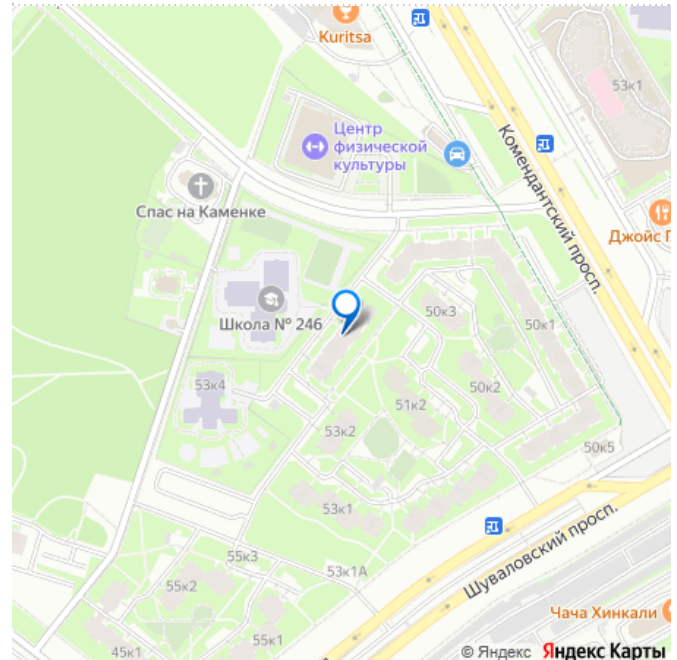 Kuritsa
53к1
Центр
физической
культуры
Комендантский просп.
Спас на Каменке
Джойс П
Школа № 246
50к3
50к1
53к4
50к2
51к2
53к2
50к5
53к1
Шуваловский просп.
55к3
53к1А
55к2
Чача Хинкали
55к1
45к1
© Яндекс Яндекс Карты